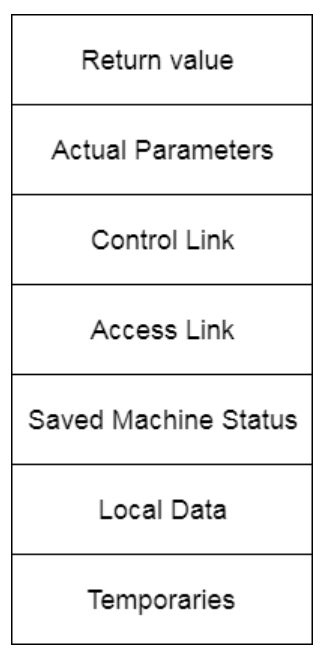 Return value
Actual Parameters
Control Link
Access Link
Saved Machine Status
Local Data
Temporaries